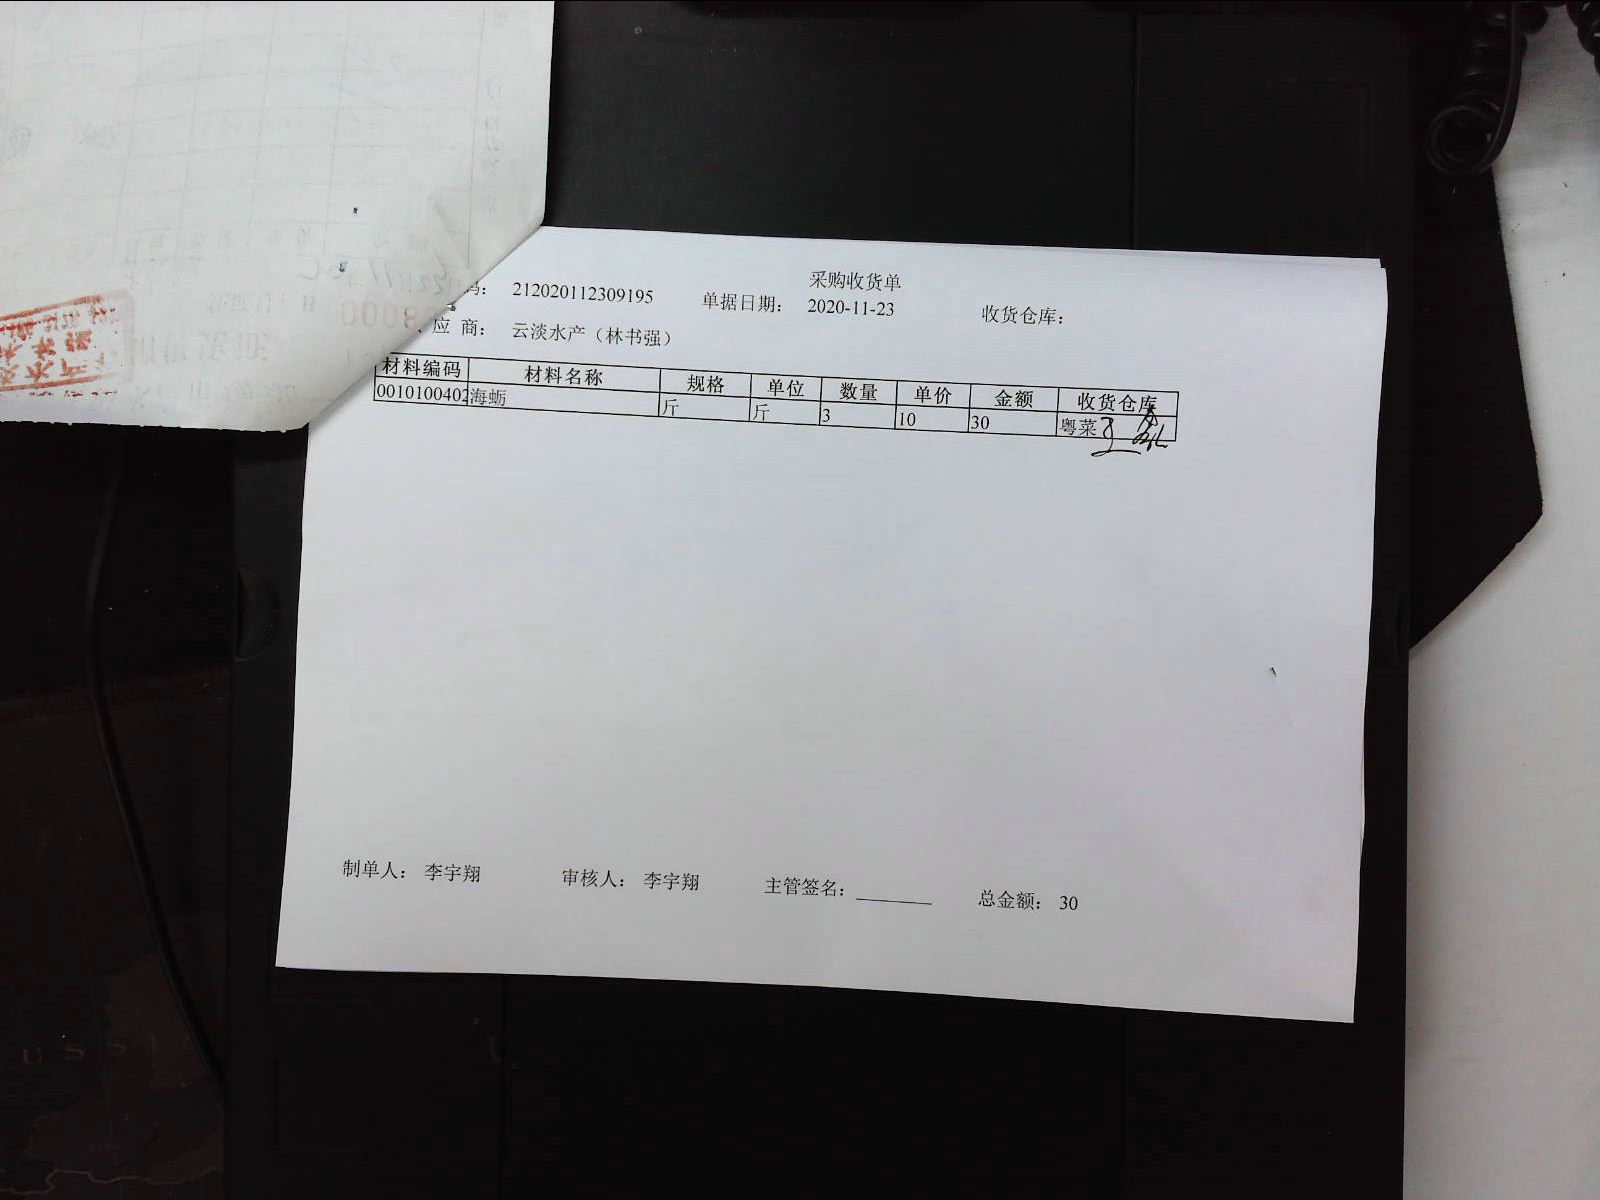 采购收货单
码： 212020112309195 单据日期： 2020-11-23 收货仓库：
应 商： 云淡水产（林书强）
材料编码 材料名称 规格 单位 数量 单价 金额 收货仓库
0010100402 海蛎 斤 斤 3 10 30 粤菜
制单人： 李宇翔 审核人： 李宇翔 主管签名： 总金额： 30